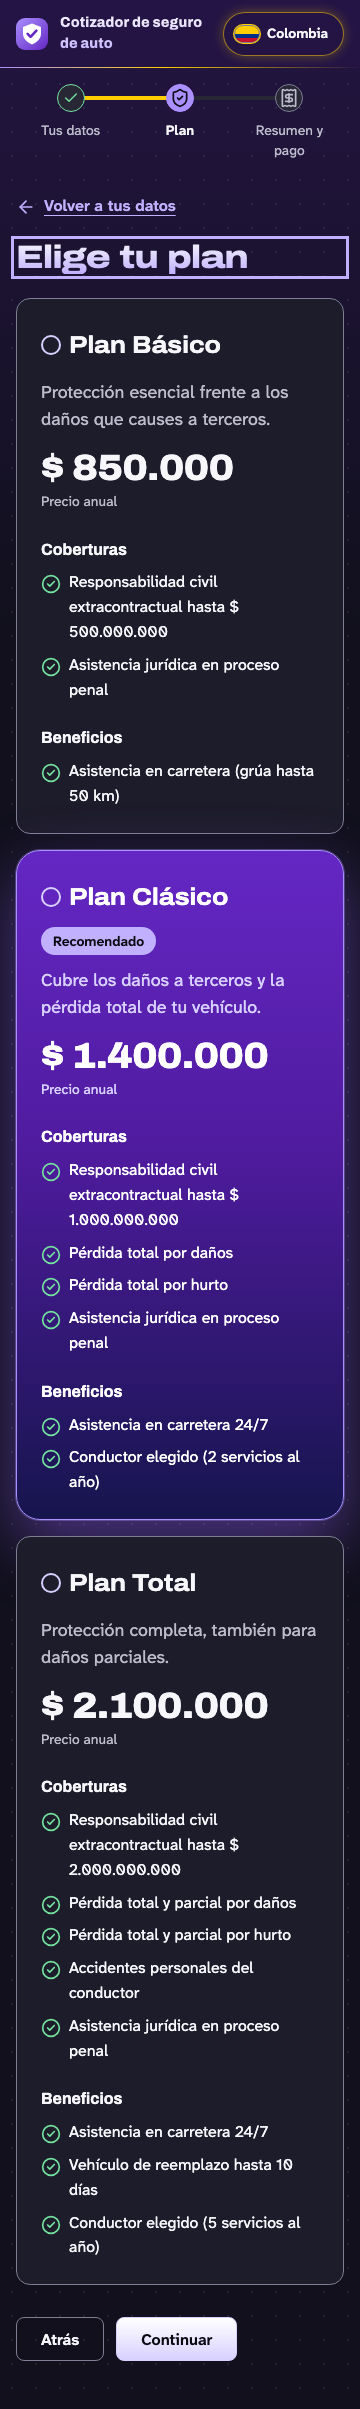 Cotizador de seguro
de auto
Colombia
Tus datos
Plan
Resumen y
pago
Volver a tus datos
Elige tu plan
Plan Básico
Protección esencial frente a los
daños que causes a terceros.
$ 850.000
Precio anual
Coberturas
Responsabilidad civil
extracontractual hasta $
500.000.000
Asistencia jurídica en proceso
penal
Beneficios
Asistencia en carretera (grúa hasta
50 km)
Plan Clásico
Recomendado
Cubre los daños a terceros y la
pérdida total de tu vehículo.
$ 1.400.000
Precio anual
Coberturas
Responsabilidad civil
extracontractual hasta $
1.000.000.000
Pérdida total por daños
Pérdida total por hurto
Asistencia jurídica en proceso
penal
Beneficios
Asistencia en carretera 24/7
Conductor elegido (2 servicios al
año)
Plan Total
Protección completa, también para
daños parciales.
$ 2.100.000
Precio anual
Coberturas
Responsabilidad civil
extracontractual hasta $
2.000.000.000
Pérdida total y parcial por daños
Pérdida total y parcial por hurto
Accidentes personales del
conductor
Asistencia jurídica en proceso
penal
Beneficios
Asistencia en carretera 24/7
Vehículo de reemplazo hasta 10
días
Conductor elegido (5 servicios al
año)
Atrás
Continuar